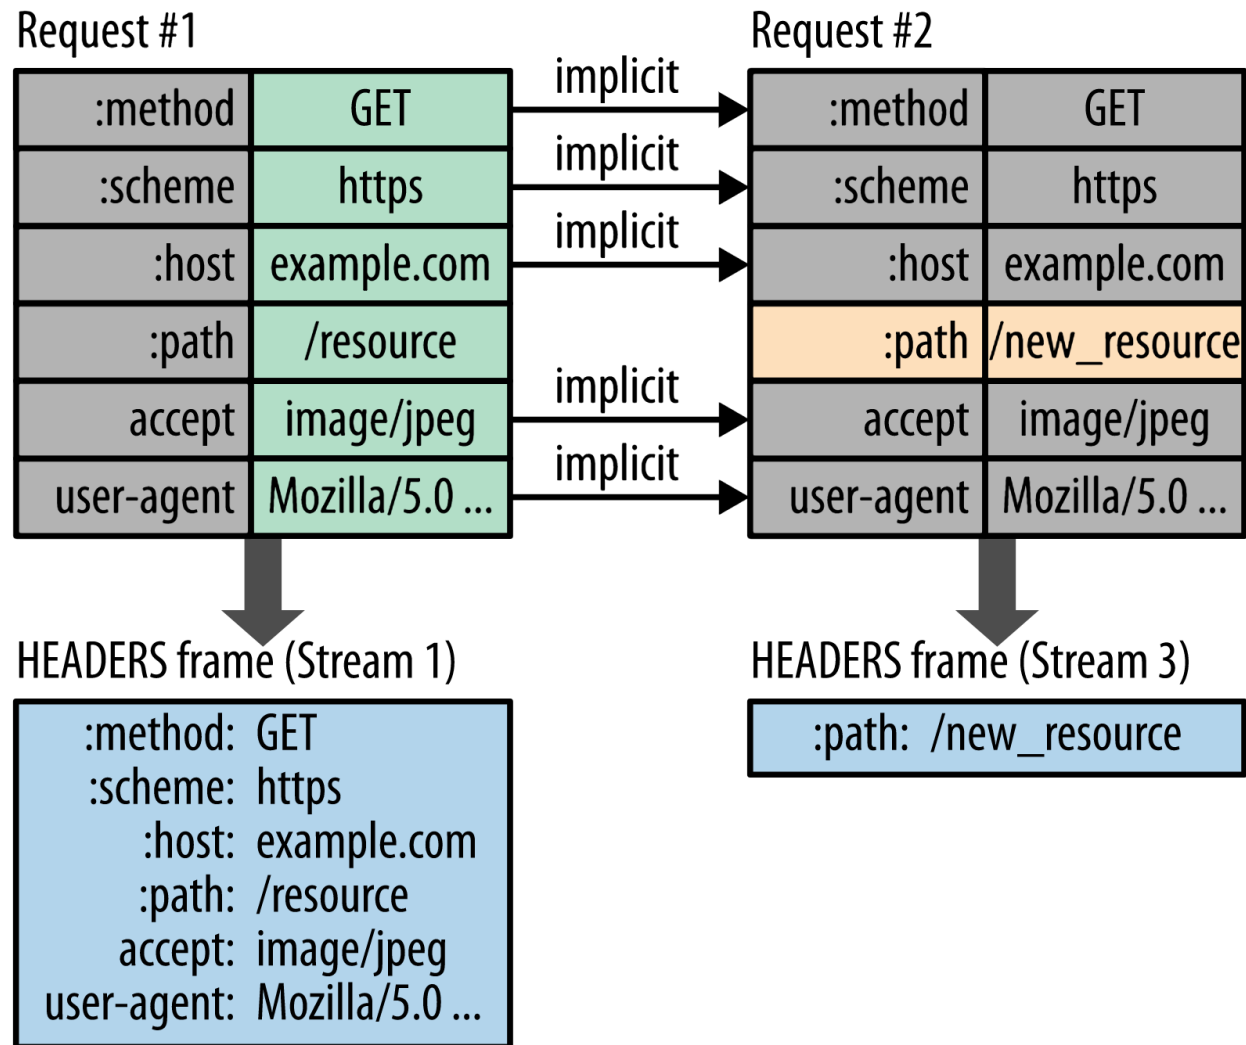 Request #1
:method GET
:scheme https
:host example.com
:path /resource
accept image/jpeg
user-agent Mozilla/5.0 ...
implicit
implicit
implicit
implicit
implicit
Request #2
:method GET
:scheme https
:host example.com
:path /new_resource
accept image/jpeg
user-agent Mozilla/5.0 ...
HEADERS frame (Stream 1)
:method: GET
:scheme: https
:host: example.com
:path: /resource
accept: image/jpeg
user-agent: Mozilla/5.0 ...
HEADERS frame (Stream 3)
:path: /new_resource